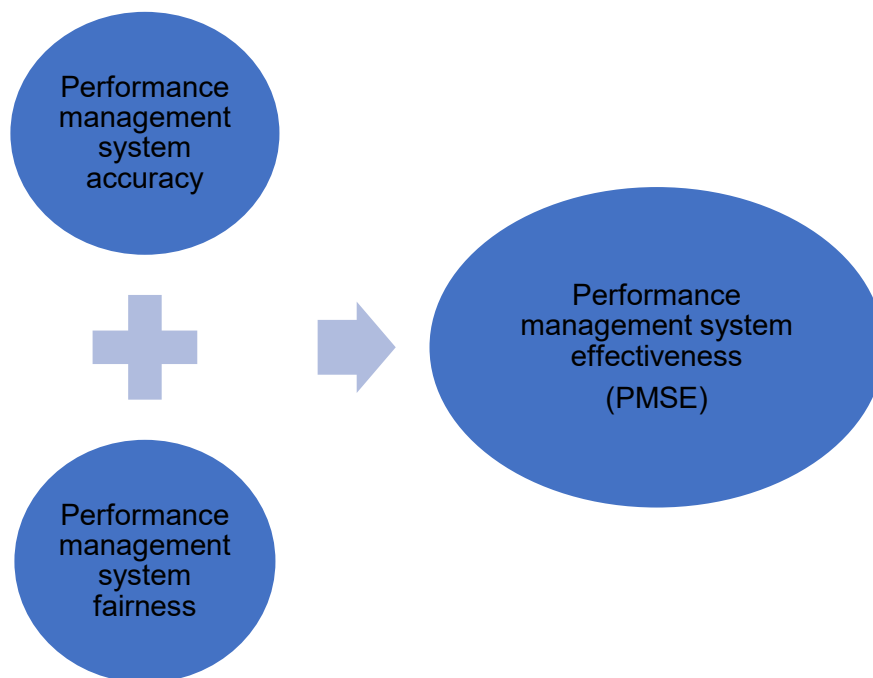 Performance
management
system
accuracy
Performance
management
system
fairness
Performance
management system
effectiveness
(PMSE)